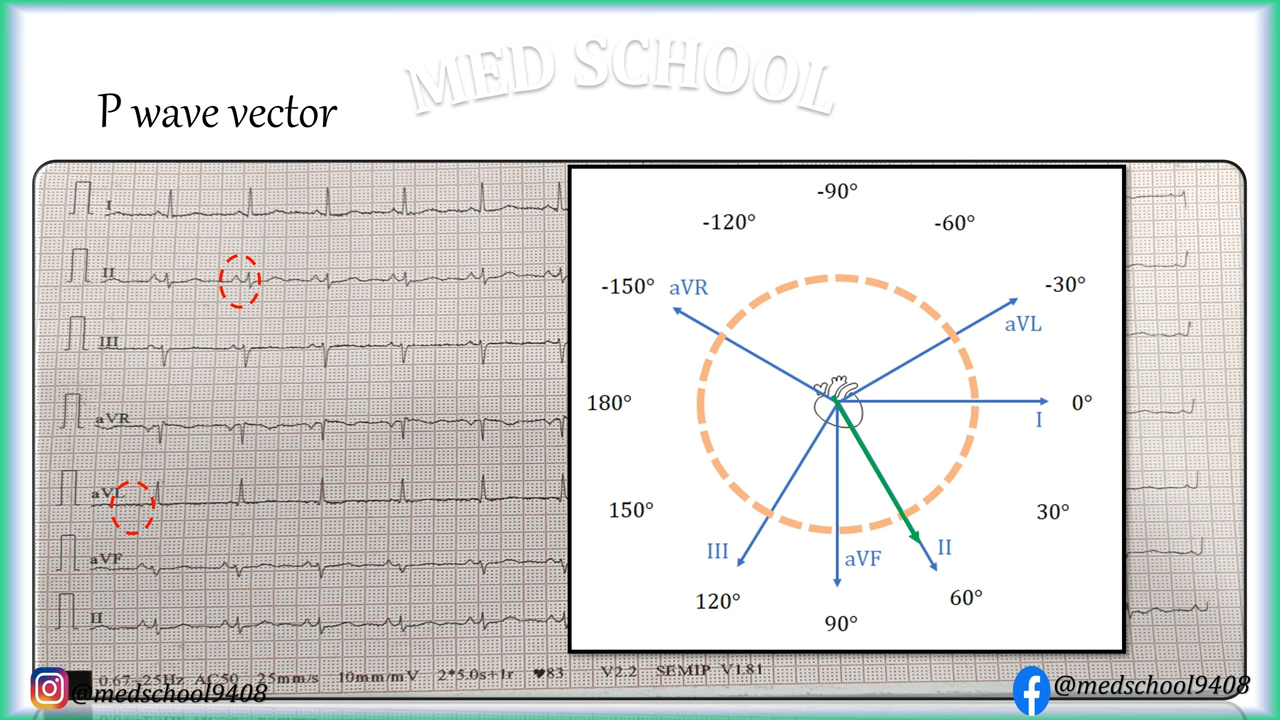 MED SCHOOL
P wave vector
I
II
III
aVR
aVL
aVF
II
-90°
-120°
-60°
-150°
aVR
-30°
aVL
180°
0°
I
150°
30°
III
aVF
II
120°
60°
90°
0.67~25Hz AC50 25mm/s 10mm/mV 2*5.0s+1r ♥83 V2.2 SEMIP V1.81
@medschool9408
@medschool9408